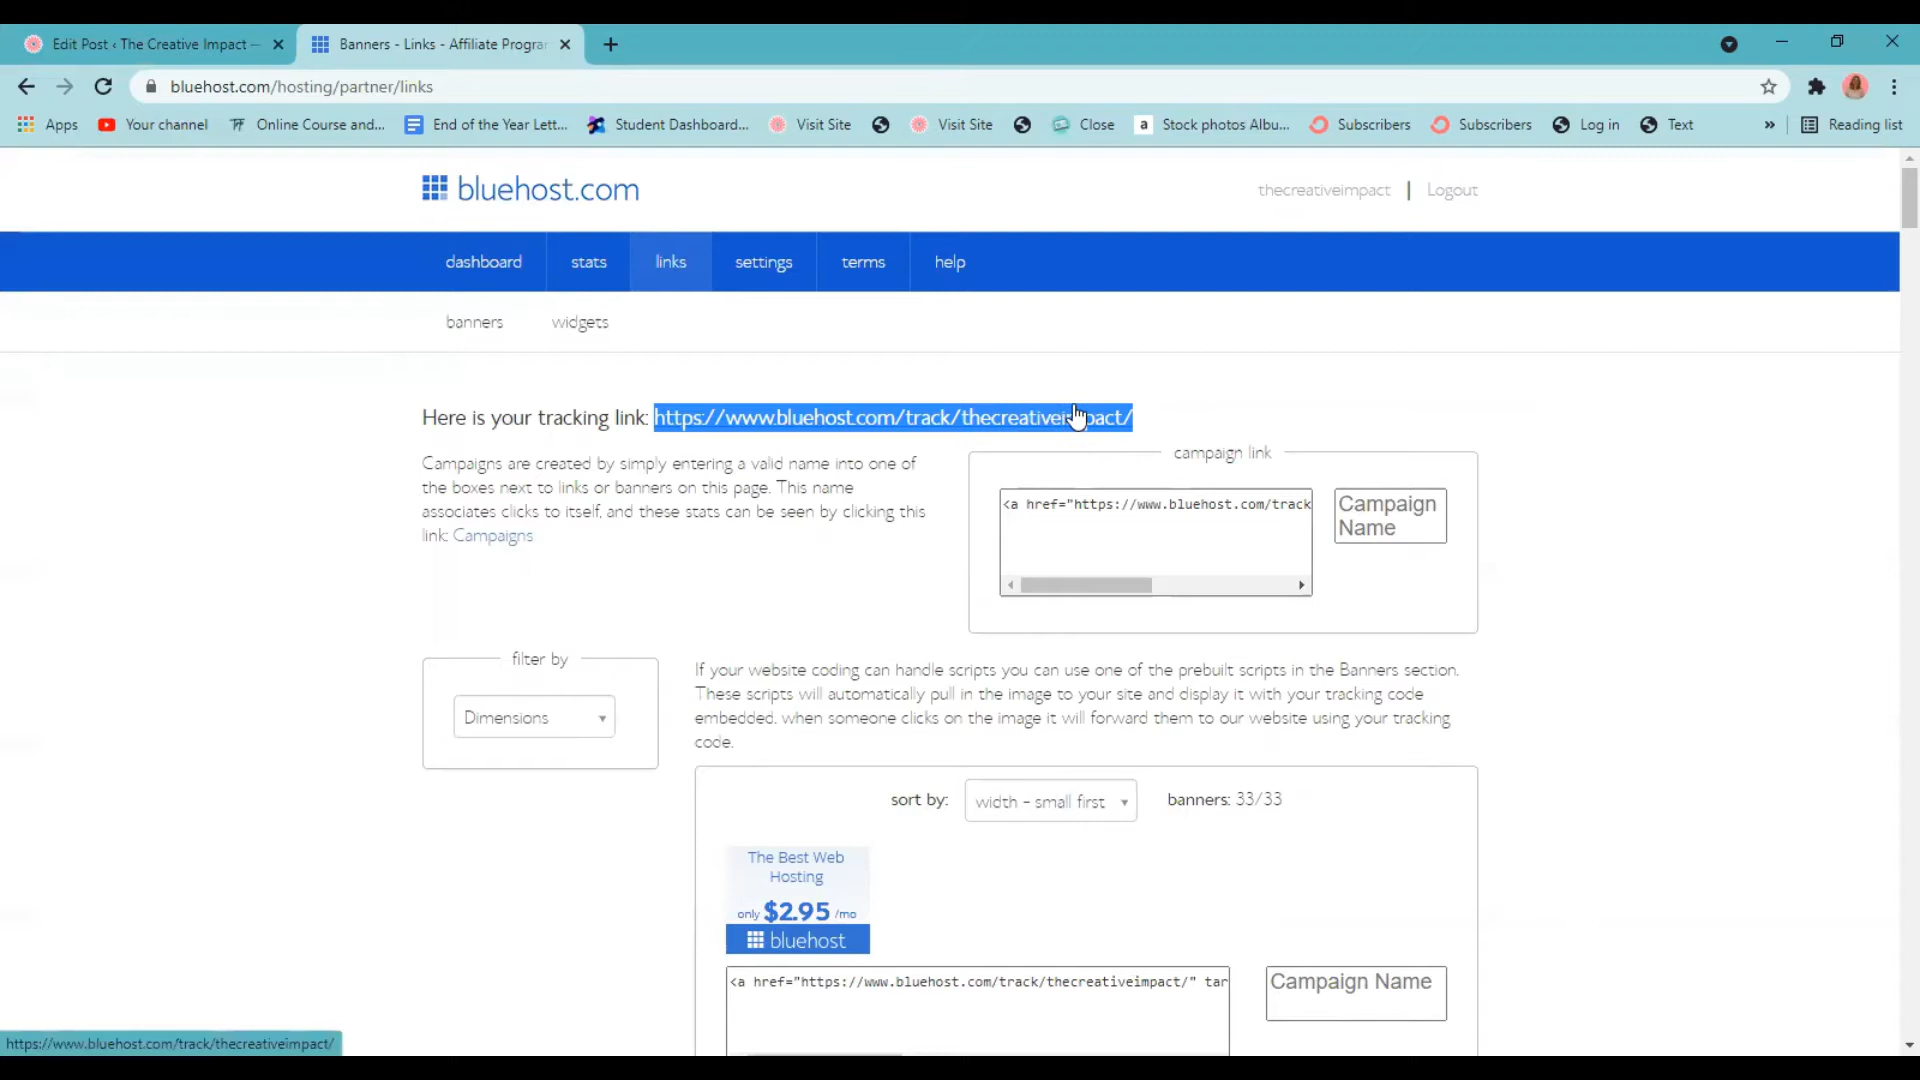 Edit Post ‹ The Creative Impact —
Banners - Links - Affiliate Progra
bluehost.com/hosting/partner/links
Apps
Your channel
Online Course and...
End of the Year Lett...
Student Dashboard...
Visit Site
Visit Site
Close
a
Stock photos Albu...
Subscribers
Subscribers
Log in
Text
»
Reading list
bluehost.com
thecreativeimpact | Logout
dashboard
stats
links
settings
terms
help
banners
widgets
Here is your tracking link: https://www.bluehost.com/track/thecreativeimpact/
Campaigns are created by simply entering a valid name into one of
the boxes next to links or banners on this page. This name
associates clicks to itself, and these stats can be seen by clicking this
link: Campaigns
campaign link
<a href="https://www.bluehost.com/track
Campaign
Name
filter by
Dimensions
If your website coding can handle scripts you can use one of the prebuilt scripts in the Banners section.
These scripts will automatically pull in the image to your site and display it with your tracking code
embedded. when someone clicks on the image it will forward them to our website using your tracking
code.
sort by:
width - small first
banners: 33/33
The Best Web
Hosting
only $2.95 /mo
bluehost
<a href="https://www.bluehost.com/track/thecreativeimpact/" tar
Campaign Name
https://www.bluehost.com/track/thecreativeimpact/